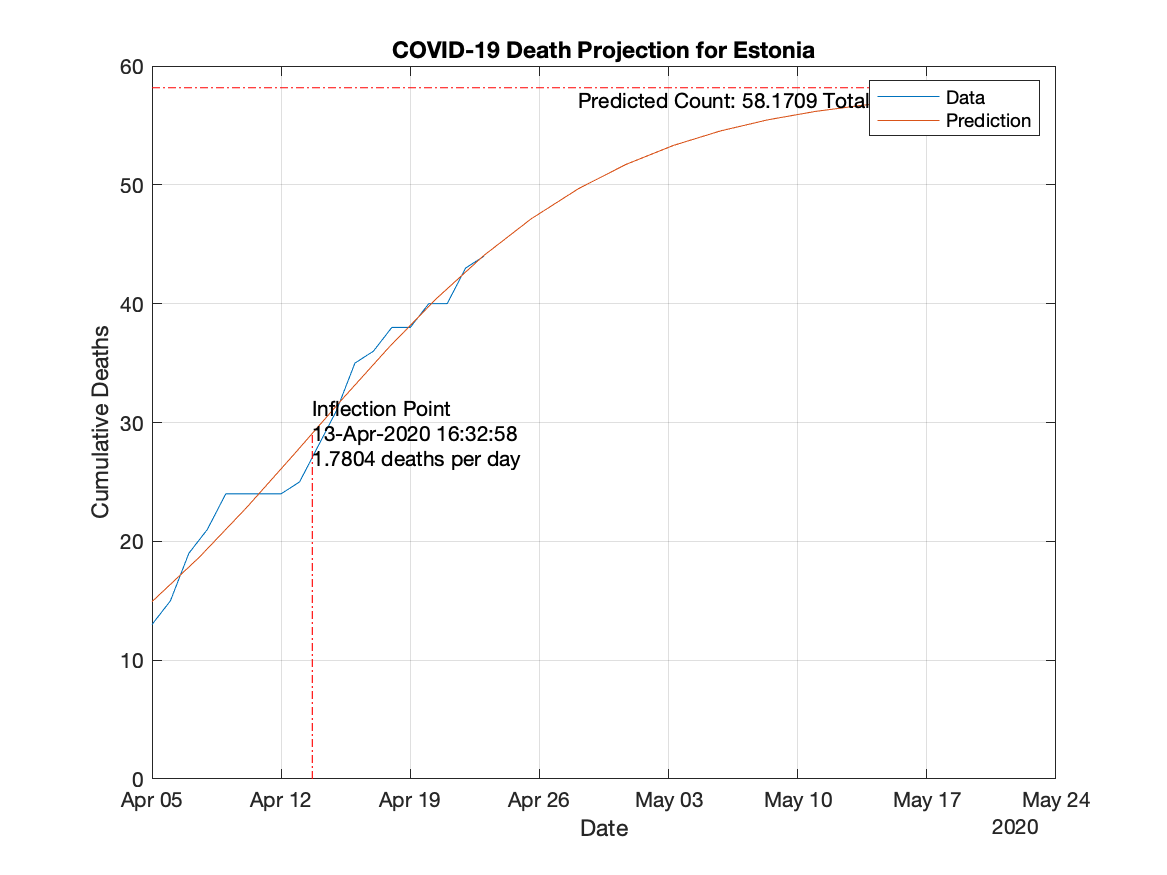 COVID-19 Death Projection for Estonia
60
Predicted Count: 58.1709 Total
Data
Prediction
50
40
30
20
10
0
Inflection Point
13-Apr-2020 16:32:58
1.7804 deaths per day
Cumulative Deaths
Apr 05
Apr 12
Apr 19
Apr 26
May 03
May 10
May 17
May 24
Date
2020